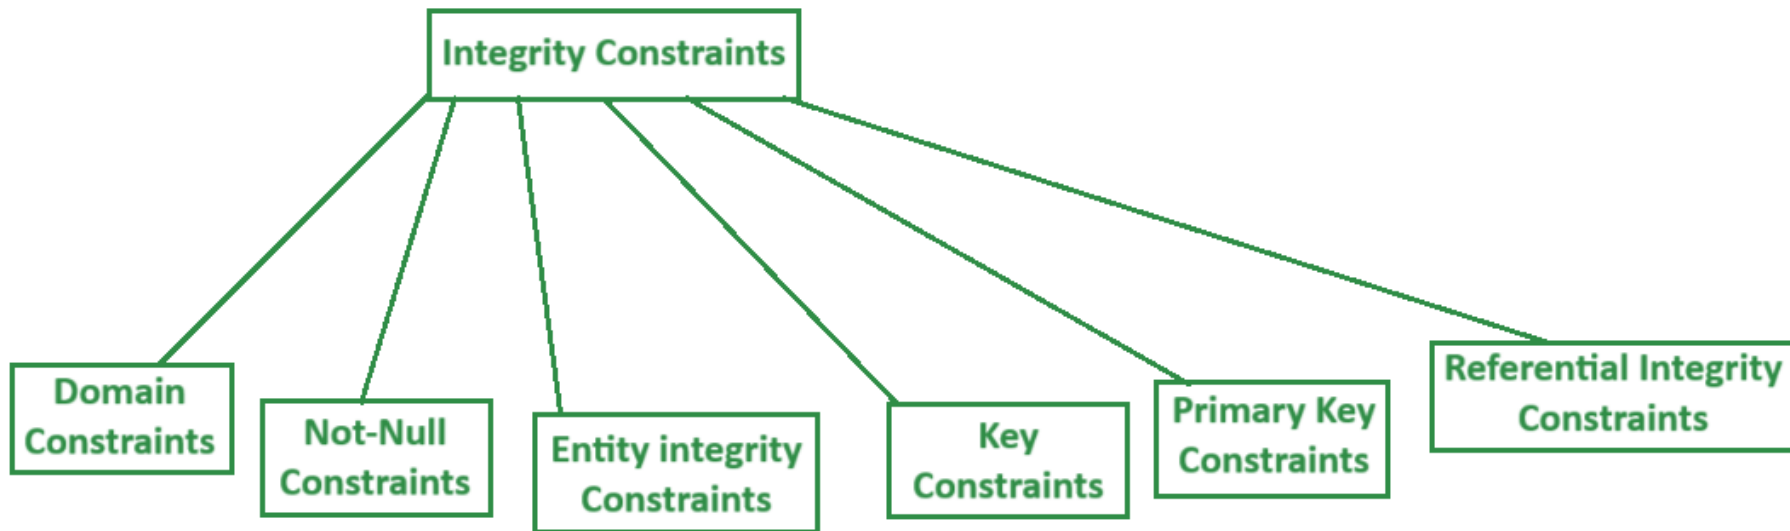 Integrity Constraints
Domain
Constraints
Not-Null
Constraints
Entity integrity
Constraints
Key
Constraints
Primary Key
Constraints
Referential Integrity
Constraints